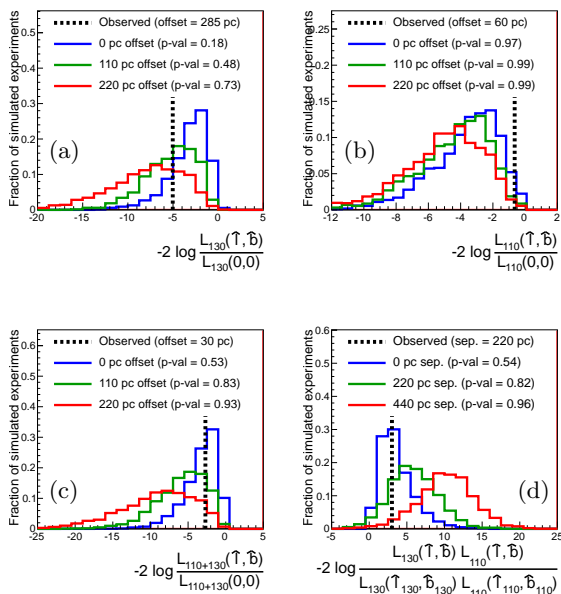 Observed (offset = 285 pc)
0 pc offset (p-val = 0.18)
110 pc offset (p-val = 0.48)
220 pc offset (p-val = 0.73)
(a)
Fraction of simulated experiments
0.5
0.4
0.3
0.2
0.1
0
-20 -15 -10 -5 0 5
-2 log L₁₃₀(l̂,b̂)
L₁₃₀(0,0)
Observed (offset = 60 pc)
0 pc offset (p-val = 0.97)
110 pc offset (p-val = 0.99)
220 pc offset (p-val = 0.99)
(b)
Fraction of simulated experiments
0.25
0.2
0.15
0.1
0.05
0
-12 -10 -8 -6 -4 -2 0 2
-2 log L₁₁₀(l̂,b̂)
L₁₁₀(0,0)
Observed (offset = 30 pc)
0 pc offset (p-val = 0.53)
110 pc offset (p-val = 0.83)
220 pc offset (p-val = 0.93)
(c)
Fraction of simulated experiments
0.6
0.5
0.4
0.3
0.2
0.1
0
-25 -20 -15 -10 -5 0 5
-2 log L₁₁₀₊₁₃₀(l̂,b̂)
L₁₁₀₊₁₃₀(0,0)
Observed (sep. = 220 pc)
0 pc sep. (p-val = 0.54)
220 pc sep. (p-val = 0.82)
440 pc sep. (p-val = 0.96)
(d)
Fraction of simulated experiments
0.6
0.5
0.4
0.3
0.2
0.1
0
-5 0 5 10 15 20 25
-2 log L₁₃₀(l̂,b̂) L₁₁₀(l̂,b̂)
L₁₃₀(l̂₁₃₀,b̂₁₃₀) L₁₁₀(l̂₁₁₀,b̂₁₁₀)